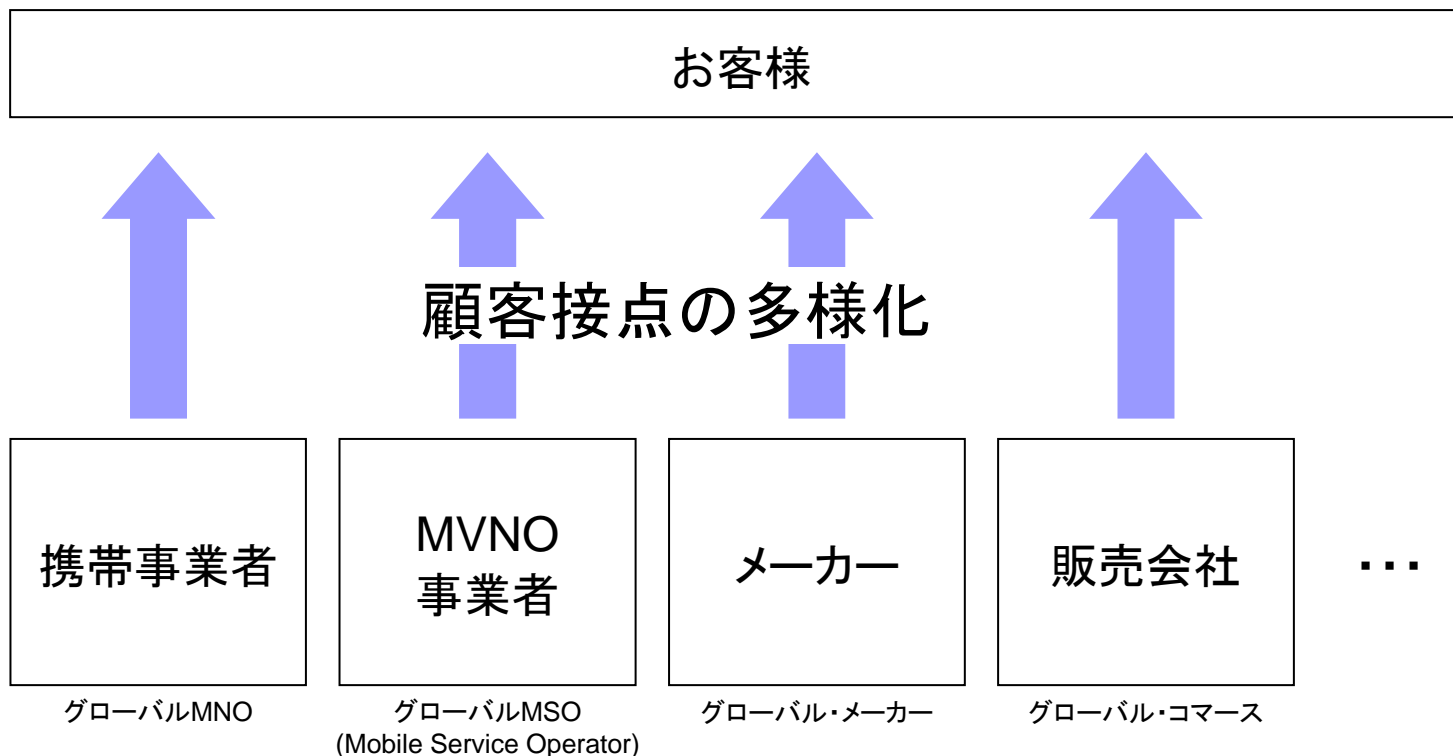 お客様
顧客接点の多様化
携帯事業者
MVNO
事業者
メーカー
販売会社
・・・
グローバルMNO
グローバルMSO
(Mobile Service Operator)
グローバル・メーカー
グローバル・コマース